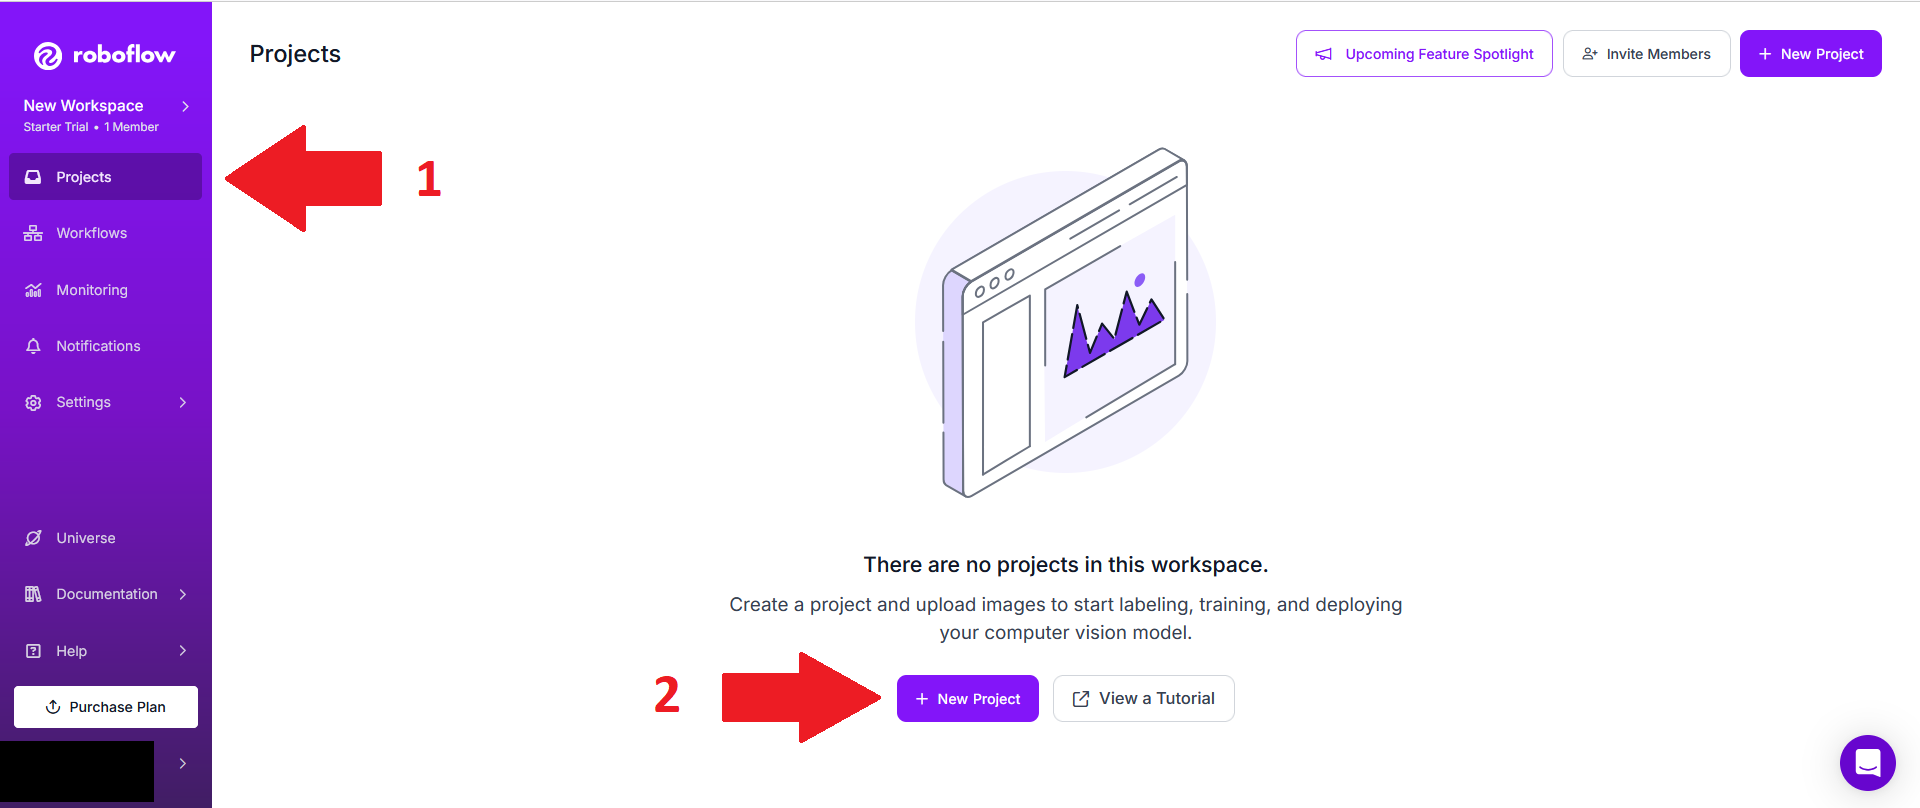 roboflow
New Workspace
Starter Trial • 1 Member
Projects
Workflows
Monitoring
Notifications
Settings
Universe
Documentation
Help
Purchase Plan
Projects
Upcoming Feature Spotlight
Invite Members
+ New Project
1
There are no projects in this workspace.
Create a project and upload images to start labeling, training, and deploying
your computer vision model.
2
+ New Project
View a Tutorial